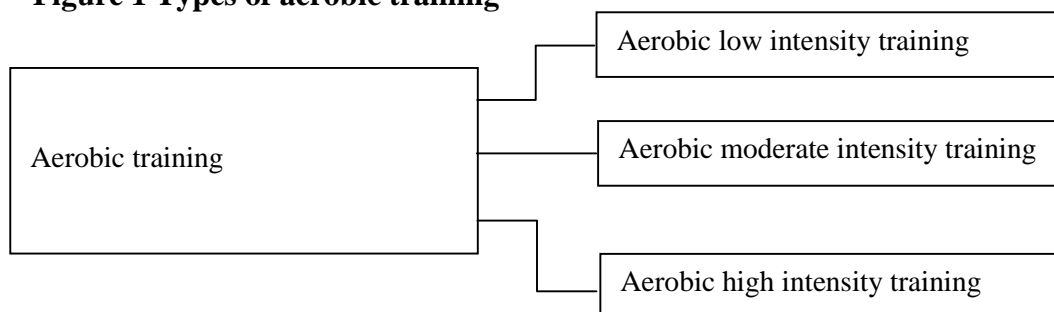 Figure 1 Types of aerobic training
Aerobic low intensity training
Aerobic training
Aerobic moderate intensity training
Aerobic high intensity training